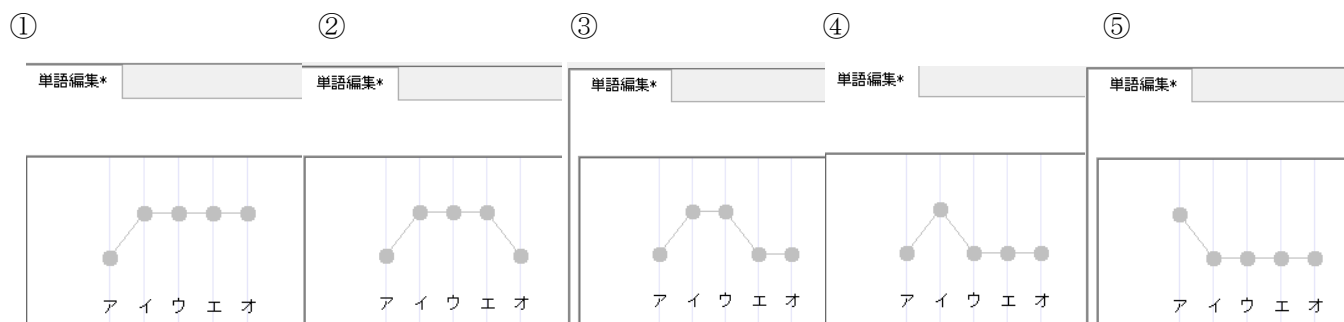 ① ② ③ ④ ⑤
単語編集* 単語編集* 単語編集* 単語編集* 単語編集*
ア イ ウ エ オ ア イ ウ エ オ ア イ ウ エ オ ア イ ウ エ オ ア イ ウ エ オ